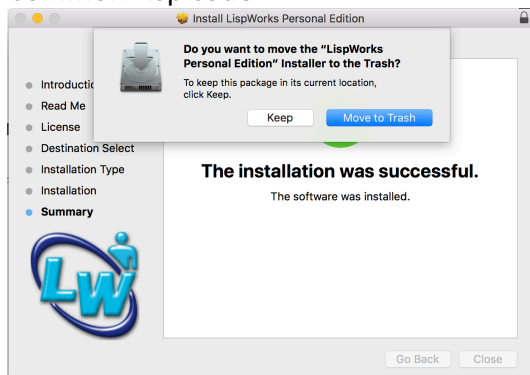 Install LispWorks Personal Edition
Do you want to move the “LispWorks
Personal Edition” Installer to the Trash?
To keep this package in its current location,
click Keep.
Keep
Move to Trash
Introductio
Read Me
License
Destination Select
Installation Type
Installation
Summary
The installation was successful.
The software was installed.
LW
Go Back
Close